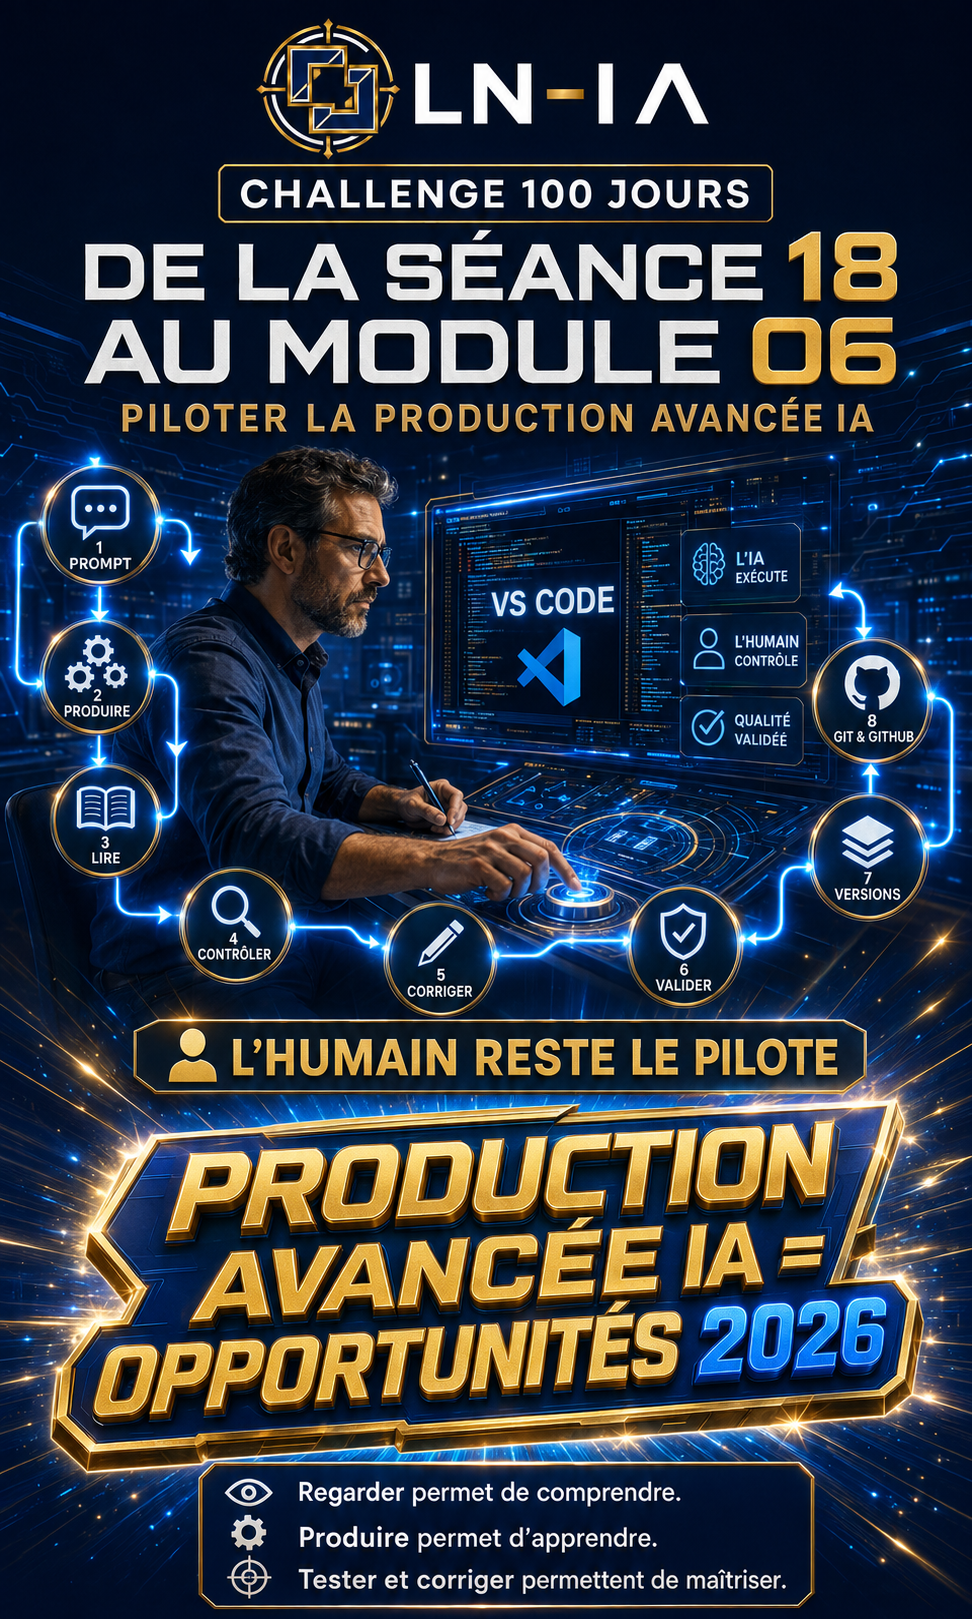 LN-IA
CHALLENGE 100 JOURS
DE LA SÉANCE 18
AU MODULE 06
PILOTER LA PRODUCTION AVANCÉE IA
1
PROMPT
2
PRODUIRE
3
LIRE
4
CONTRÔLER
5
CORRIGER
6
VALIDER
7
VERSIONS
8
GIT & GITHUB
VS CODE
L'IA
EXÉCUTE
L'HUMAIN
CONTRÔLE
QUALITÉ
VALIDÉÉ
L'HUMAIN RESTE LE PILOTE
PRODUCTION
AVANCÉE IA =
OPPORTUNITÉS 2026
Regarder permet de comprendre.
Produire permet d'apprendre.
Tester et corriger permettent de maîtriser.